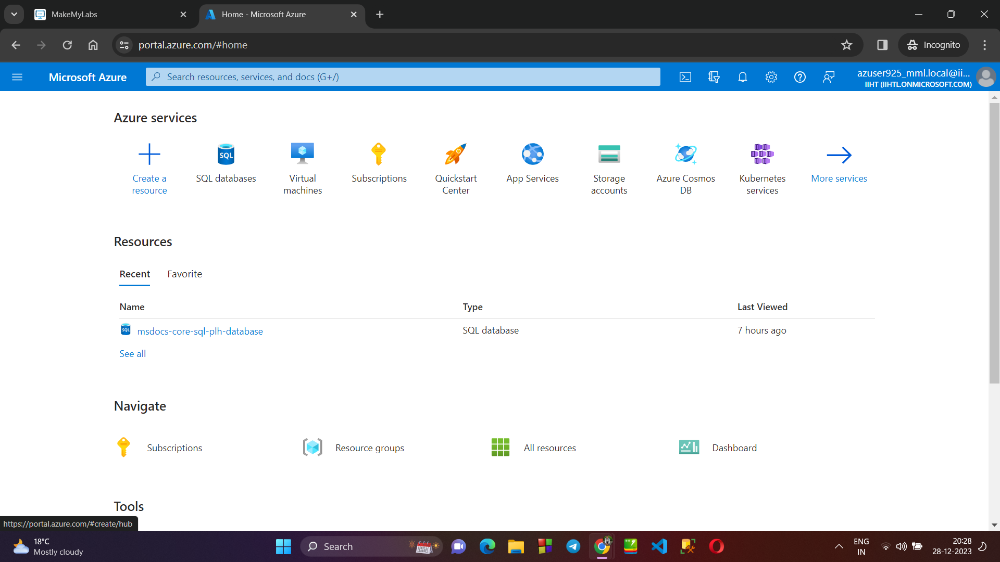 MakeMyLabs
Home - Microsoft Azure
portal.azure.com/#home
Incognito
Microsoft Azure
Search resources, services, and docs (G+/)
azuser925_mml.local@ii...
IIHT (IIHTL.ONMICROSOFT.COM)
Azure services
Create a resource
SQL
SQL databases
Virtual machines
Subscriptions
Quickstart Center
App Services
Storage accounts
Azure Cosmos DB
Kubernetes services
More services
Resources
Recent
Favorite
Name
Type
Last Viewed
SQL
msdocs-core-sql-plh-database
SQL database
7 hours ago
See all
Navigate
Subscriptions
Resource groups
All resources
Dashboard
Tools
https://portal.azure.com/#create/hub
18°C
Mostly cloudy
Search
ENG
IN
20:28
28-12-2023